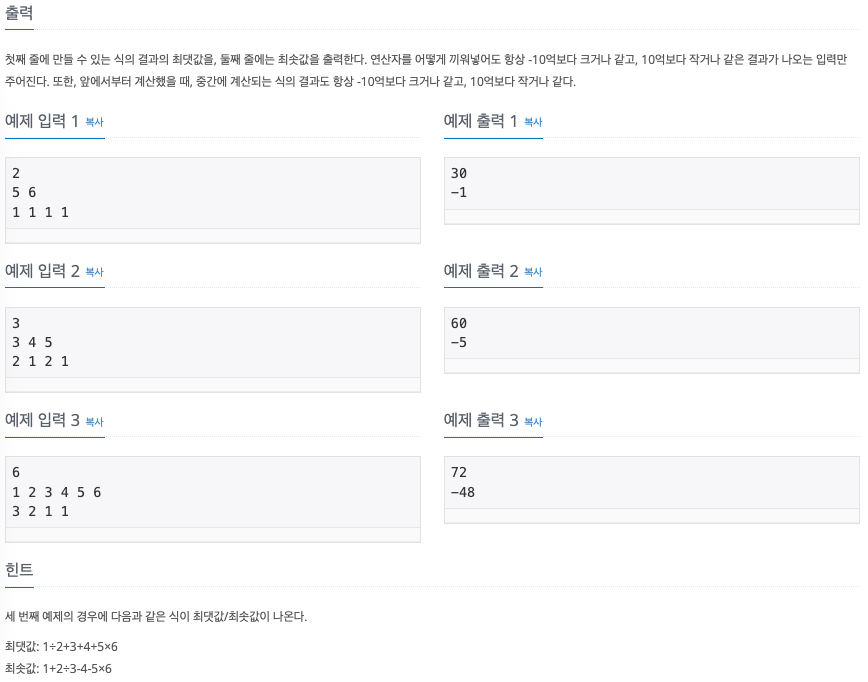 출력
첫째 줄에 만들 수 있는 식의 결과의 최댓값을, 둘째 줄에는 최솟값을 출력한다. 연산자를 어떻게 끼워넣어도 항상 -10억보다 크거나 같고, 10억보다 작거나 같은 결과가 나오는 입력만
주어진다. 또한, 앞에서부터 계산했을 때, 중간에 계산되는 식의 결과도 항상 -10억보다 크거나 같고, 10억보다 작거나 같다.
예제 입력 1 복사
2
5 6
1 1 1 1
예제 출력 1 복사
30
-1
예제 입력 2 복사
3
3 4 5
2 1 2 1
예제 출력 2 복사
60
-5
예제 입력 3 복사
6
1 2 3 4 5 6
3 2 1 1
예제 출력 3 복사
72
-48
힌트
세 번째 예제의 경우에 다음과 같은 식이 최댓값/최솟값이 나온다.
최댓값: 1÷2+3+4+5×6
최솟값: 1+2÷3-4-5×6